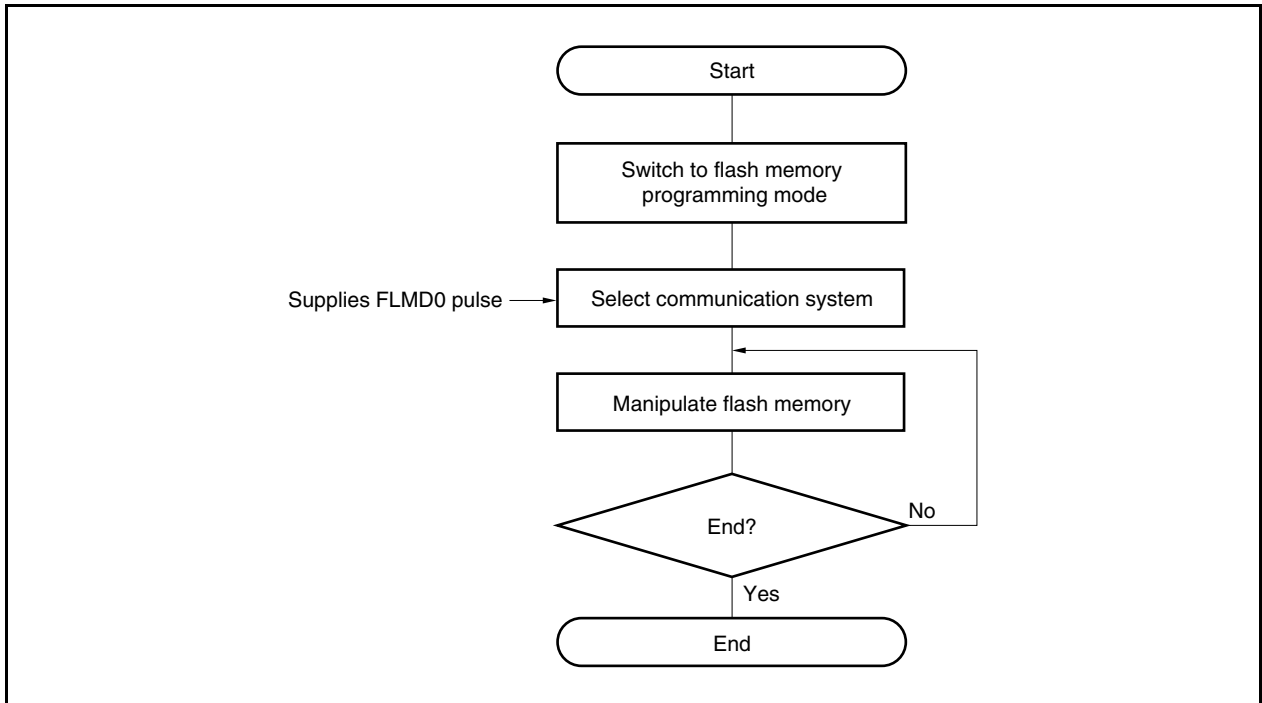 Start
Switch to flash memory
programming mode
Supplies FLMD0 pulse
Select communication system
Manipulate flash memory
End?
No
Yes
End